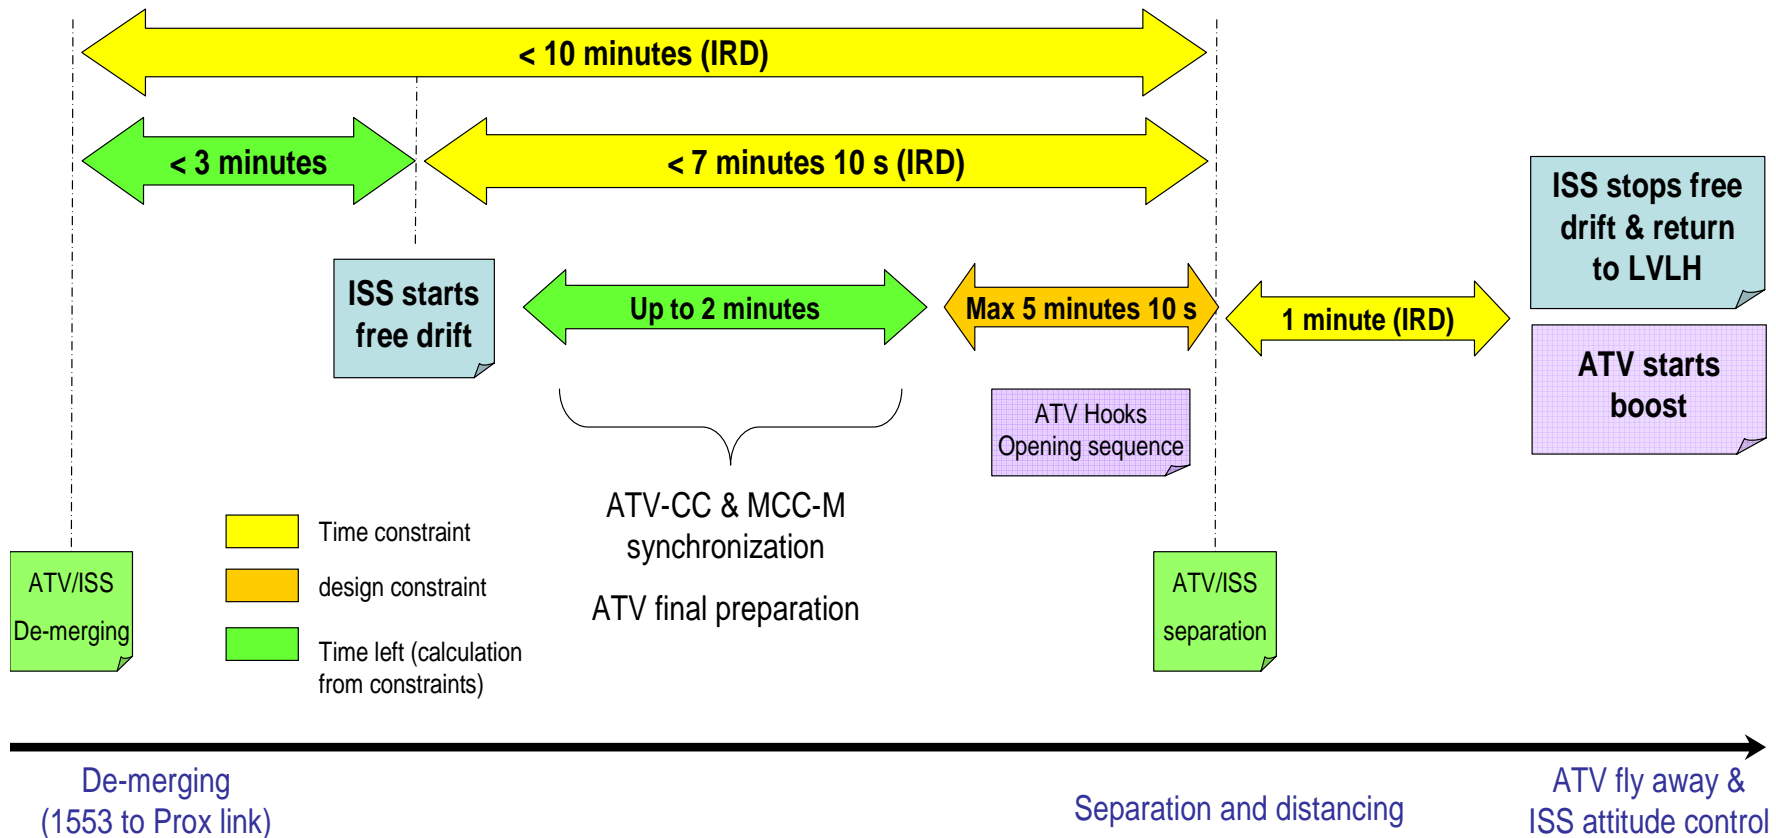 < 10 minutes (IRD)
< 3 minutes
< 7 minutes 10 s (IRD)
ISS starts
free drift
Up to 2 minutes
Max 5 minutes 10 s
1 minute (IRD)
ISS stops free
drift & return
to LVLH
ATV starts
boost
ATV Hooks
Opening sequence
ATV-CC & MCC-M
synchronization
ATV final preparation
Time constraint
design constraint
Time left (calculation
from constraints)
ATV/ISS
De-merging
ATV/ISS
separation
De-merging
(1553 to Prox link)
Separation and distancing
ATV fly away &
ISS attitude control